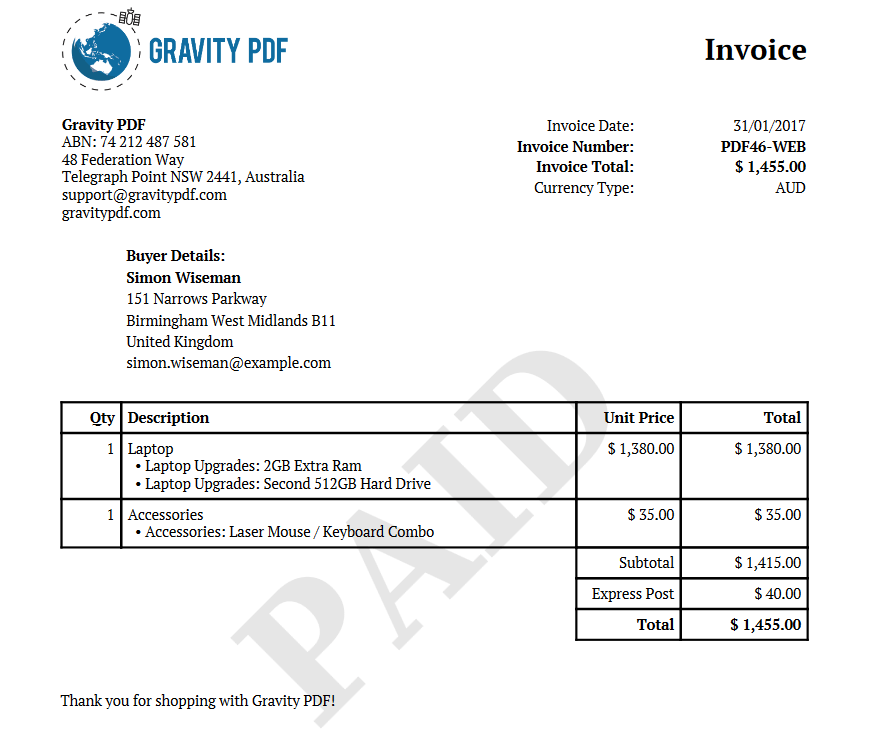 GRAVITY PDF
Invoice
Gravity PDF
ABN: 74 212 487 581
48 Federation Way
Telegraph Point NSW 2441, Australia
support@gravitypdf.com
gravitypdf.com
Invoice Date: 31/01/2017
Invoice Number: PDF46-WEB
Invoice Total: $ 1,455.00
Currency Type: AUD
Buyer Details:
Simon Wiseman
151 Narrows Parkway
Birmingham West Midlands B11
United Kingdom
simon.wiseman@example.com
Qty Description Unit Price Total
1 Laptop $ 1,380.00 $ 1,380.00
• Laptop Upgrades: 2GB Extra Ram
• Laptop Upgrades: Second 512GB Hard Drive
1 Accessories $ 35.00 $ 35.00
• Accessories: Laser Mouse / Keyboard Combo
Subtotal $ 1,415.00
Express Post $ 40.00
Total $ 1,455.00
PAID
Thank you for shopping with Gravity PDF!